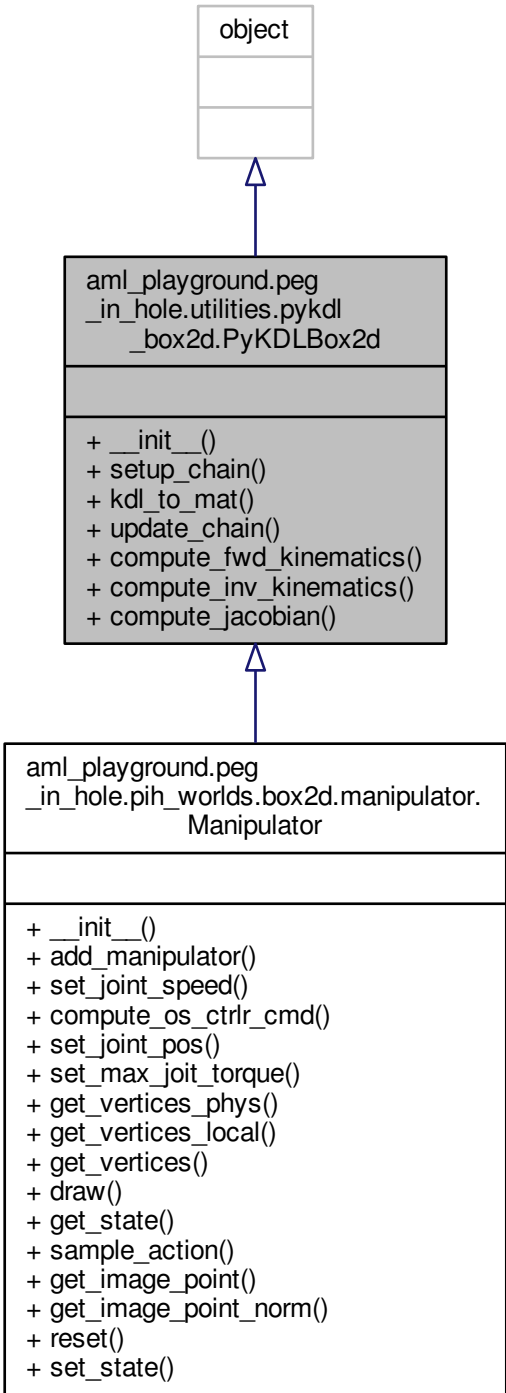 object
aml_playground.peg
_in_hole.utilities.pykdl
_box2d.PyKDLBox2d
+ __init__()
+ setup_chain()
+ kdl_to_mat()
+ update_chain()
+ compute_fwd_kinematics()
+ compute_inv_kinematics()
+ compute_jacobian()
aml_playground.peg
_in_hole.pih_worlds.box2d.manipulator.
Manipulator
+ __init__()
+ add_manipulator()
+ set_joint_speed()
+ compute_os_ctrlr_cmd()
+ set_joint_pos()
+ set_max_joit_torque()
+ get_vertices_phys()
+ get_vertices_local()
+ get_vertices()
+ draw()
+ get_state()
+ sample_action()
+ get_image_point()
+ get_image_point_norm()
+ reset()
+ set_state()